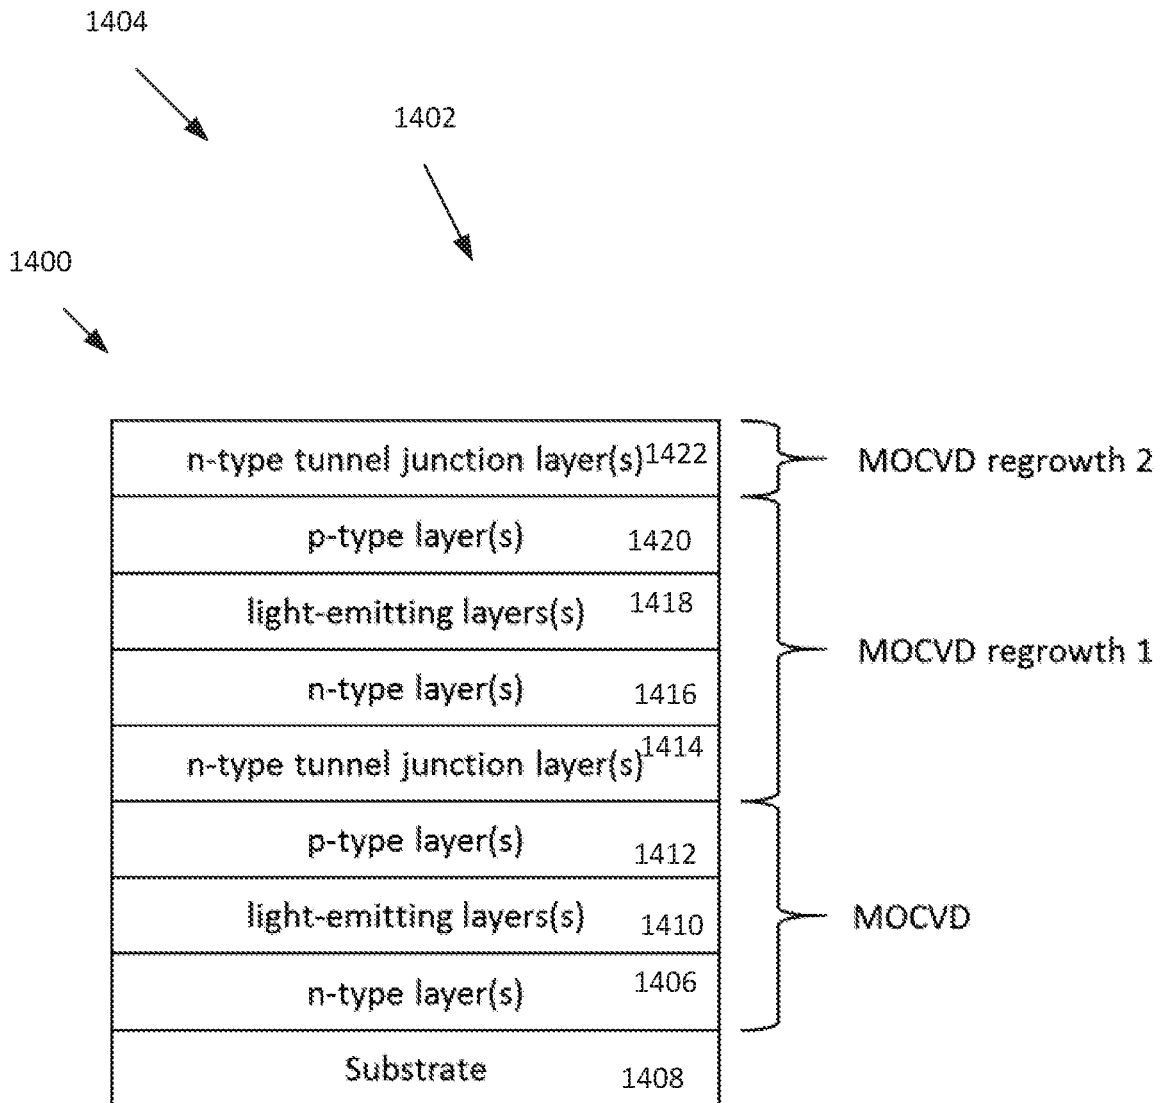 1404
1402
1400
n-type tunnel junction layer(s) 1422
MOCVD regrowth 2
p-type layer(s) 1420
light-emitting layers(s) 1418
MOCVD regrowth 1
n-type layer(s) 1416
n-type tunnel junction layer(s) 1414
p-type layer(s) 1412
light-emitting layers(s) 1410
MOCVD
n-type layer(s) 1406
Substrate 1408